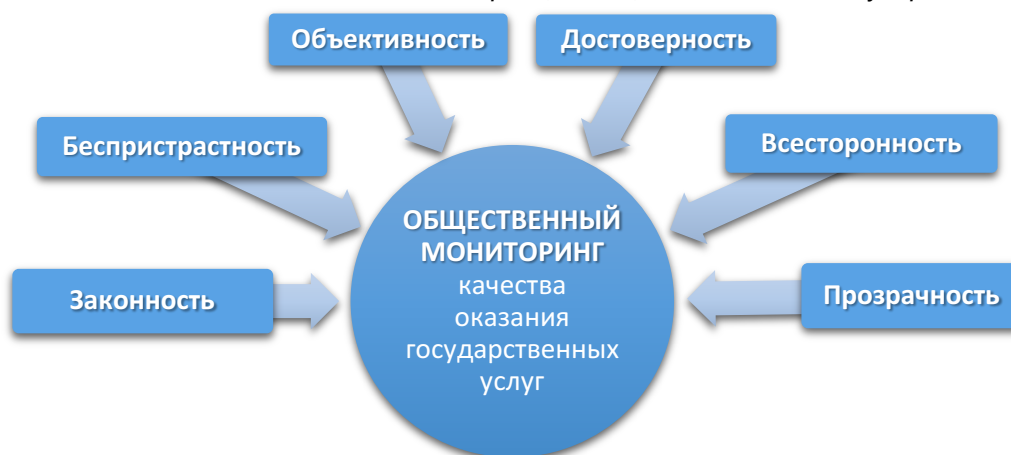 Объективность
Достоверность
Беспристрастность
Всесторонность
ОБЩЕСТВЕННЫЙ
МОНИТОРИНГ
качества
оказания
государственных
услуг
Законность
Прозрачность